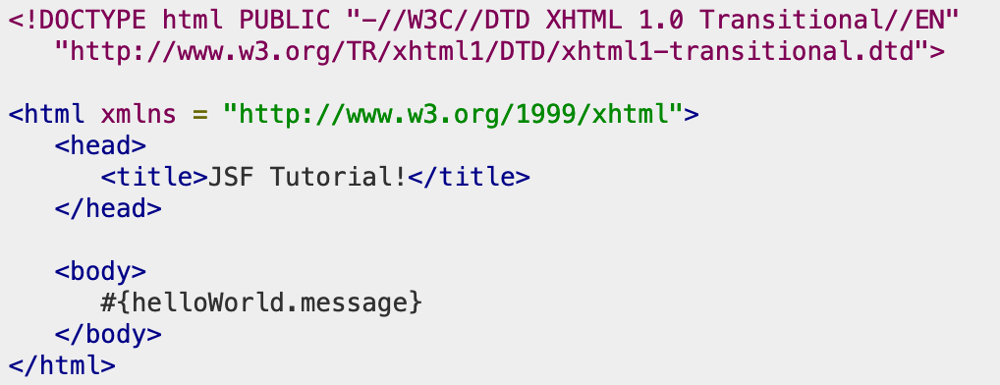 <!DOCTYPE html PUBLIC "-//W3C//DTD XHTML 1.0 Transitional//EN"
   "http://www.w3.org/TR/xhtml1/DTD/xhtml1-transitional.dtd">

<html xmlns = "http://www.w3.org/1999/xhtml">
   <head>
      <title>JSF Tutorial!</title>
   </head>

   <body>
      #{helloWorld.message}
   </body>
</html>